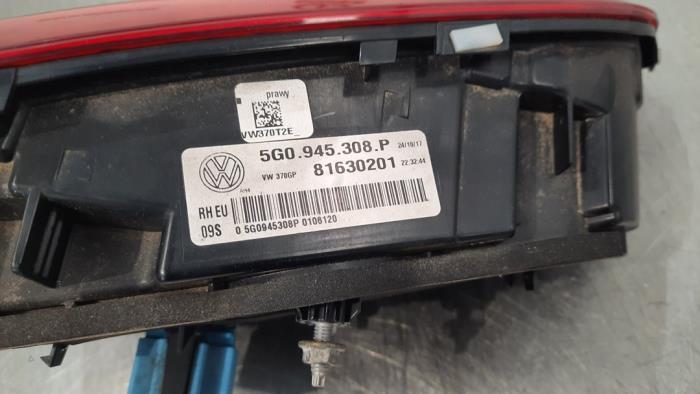 prawy
VW370T2E_
5G0.945.308.P 24/10/17
VW 370GP 81630201 22:32:44
RH EU
09S 0 5G0945308P 0106120